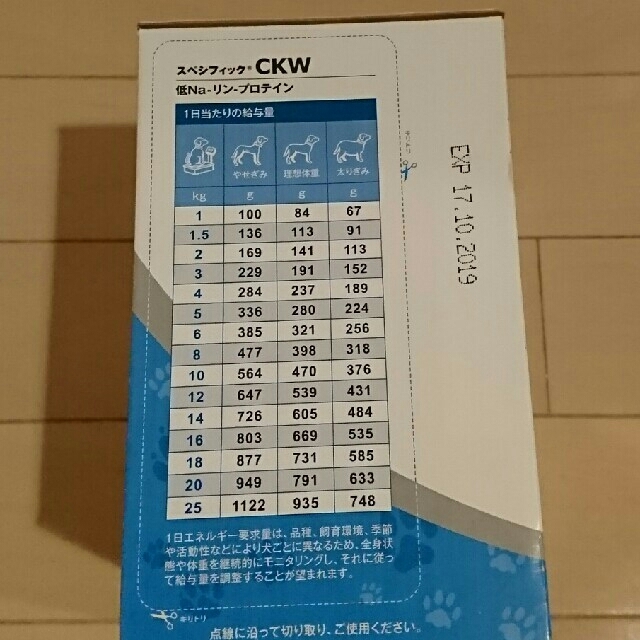 スペシフィック® CKW
低Na-リン-プロテイン
1日当たりの給与量
やせぎみ 理想体重 太りぎみ
kg g g g
1 100 84 67
1.5 136 113 91
2 169 141 113
3 229 191 152
4 284 237 189
5 336 280 224
6 385 321 256
8 477 398 318
10 564 470 376
12 647 539 431
14 726 605 484
16 803 669 535
18 877 731 585
20 949 791 633
25 1122 935 748
1日エネルギー要求量は、品種、飼育環境、季節
や活動性などにより犬ごとに異なるため、全身状
態や体重を継続的にモニタリングし、それに従っ
て給与量を調整することが望まれます。
キリトリ
点線に沿って切り取り、ご使用ください。
キリトリ
EXP 17.10.2019